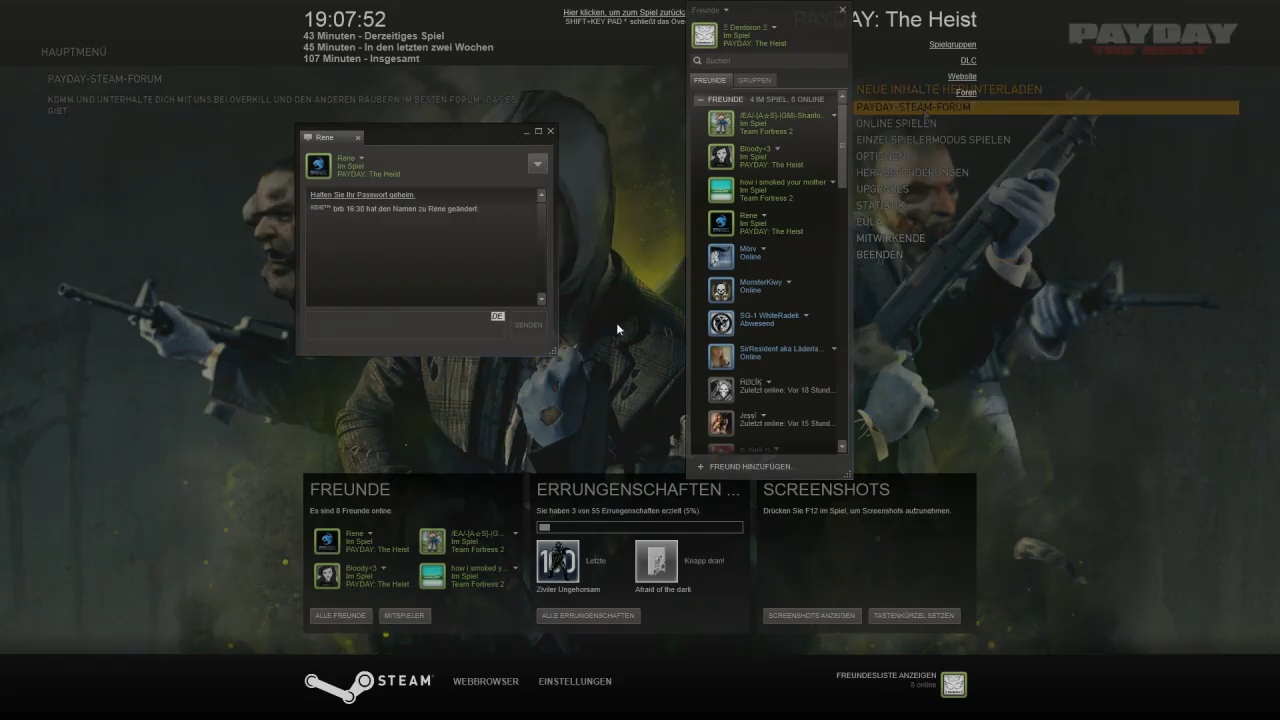 19:07:52
43 Minuten - Derzeitiges Spiel
45 Minuten - In den letzten zwei Wochen
107 Minuten - Insgesamt
Hier klicken, um zum Spiel zurück
SHIFT+KEY PAD * schließt das Ove
PAYDAY: The Heist
Spielgruppen
DLC
Website
Foren
PAYDAY
THE HEIST
HAUPTMENÜ
PAYDAY-STEAM-FORUM
KOMM UND UNTERHALTE DICH MIT UNS BEI OVERKILL UND DEN ANDEREN RÄUBERN IM BESTEN FORUM, DAS ES
GIBT
NEUE INHALTE HERUNTERLADEN
PAYDAY-STEAM-FORUM
ONLINE SPIELEN
EINZELSPIELERMODUS SPIELEN
OPTIONEN
HERAUSFORDERUNGEN
UPGRADES
STATISTIK
EULA
MITWIRKENDE
BEENDEN
Rene
Rene
Im Spiel
PAYDAY: The Heist
Halten Sie Ihr Passwort geheim.
brb 16:30 hat den Namen zu Rene geändert
DE
SENDEN
Freunde
Ξ Derdoxon Ξ
Im Spiel
PAYDAY: The Heist
Suchen
FREUNDE GRUPPEN
FREUNDE 4 IM SPIEL, 8 ONLINE
/EA/-[A☆S]-|GM|-Shanto...
Im Spiel
Team Fortress 2
Bloody<3
Im Spiel
PAYDAY: The Heist
how i smoked your mother
Im Spiel
Team Fortress 2
Rene
Im Spiel
PAYDAY: The Heist
Mörv
Online
MonsterKiwy
Online
SG-1 WhiteRadek
Abwesend
SirResident aka Läderla...
Online
Zuletzt online: Vor 18 Stund...
Jessi
Zuletzt online: Vor 15 Stund...
FREUND HINZUFÜGEN...
FREUNDE
Es sind 8 Freunde online.
Rene
Im Spiel
PAYDAY: The Heist
/EA/-[A☆S]-|G...
Im Spiel
Team Fortress 2
Bloody<3
Im Spiel
PAYDAY: The Heist
how i smoked y...
Im Spiel
Team Fortress 2
ALLE FREUNDE
MITSPIELER
ERRUNGENSCHAFTEN ...
Sie haben 3 von 55 Errungenschaften erzielt (5%).
100
Letzte
Knapp dran!
Ziviler Ungehorsam
Afraid of the dark
ALLE ERRUNGENSCHAFTEN
SCREENSHOTS
Drücken Sie F12 im Spiel, um Screenshots aufzunehmen.
SCREENSHOTS ANZEIGEN
TASTENKÜRZEL SETZEN
STEAM
WEBBROWSER
EINSTELLUNGEN
FREUNDESLISTE ANZEIGEN
8 online